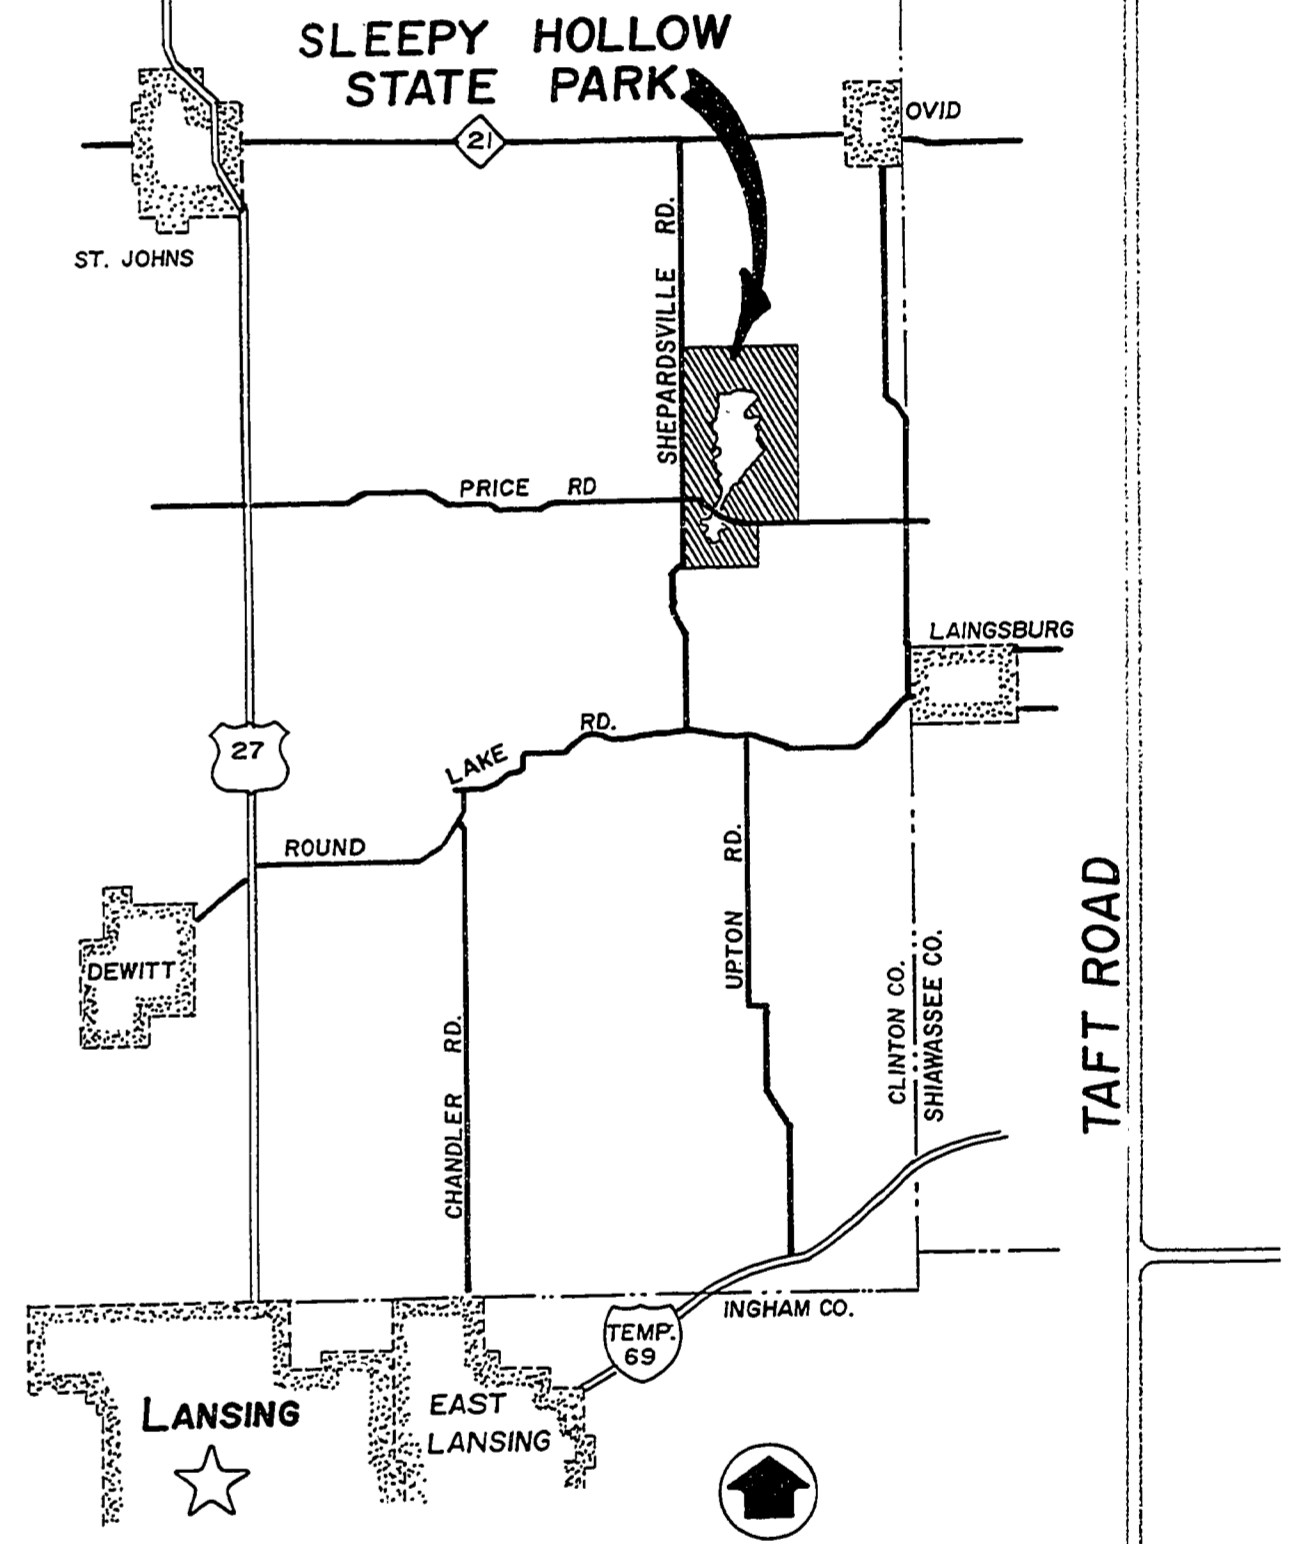 SLEEPY HOLLOW
STATE PARK
OVID
21
ST. JOHNS
SHEPARDSVILLE RD.
PRICE RD
LAINGSBURG
27
ROUND LAKE RD.
DEWITT
UPTON RD.
CHANDLER RD.
CLINTON CO.
SHIAWASSEE CO.
TAFT ROAD
INGHAM CO.
TEMP.
69
LANSING
EAST
LANSING